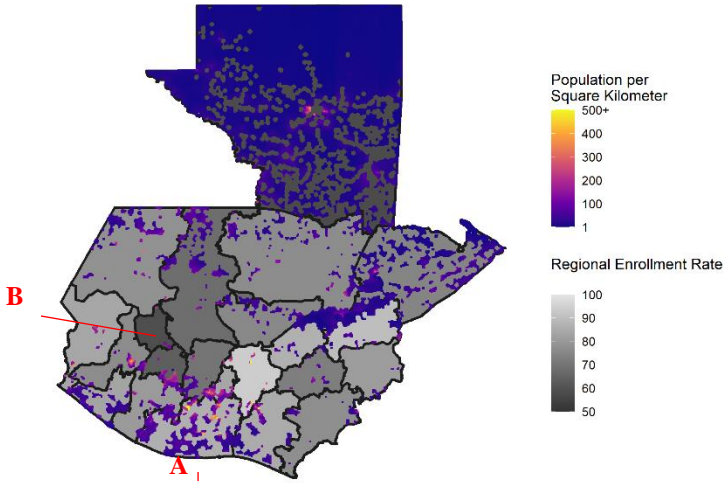 Population per
Square Kilometer
500+
400
300
200
100
1
Regional Enrollment Rate
100
90
80
70
60
50
B
A